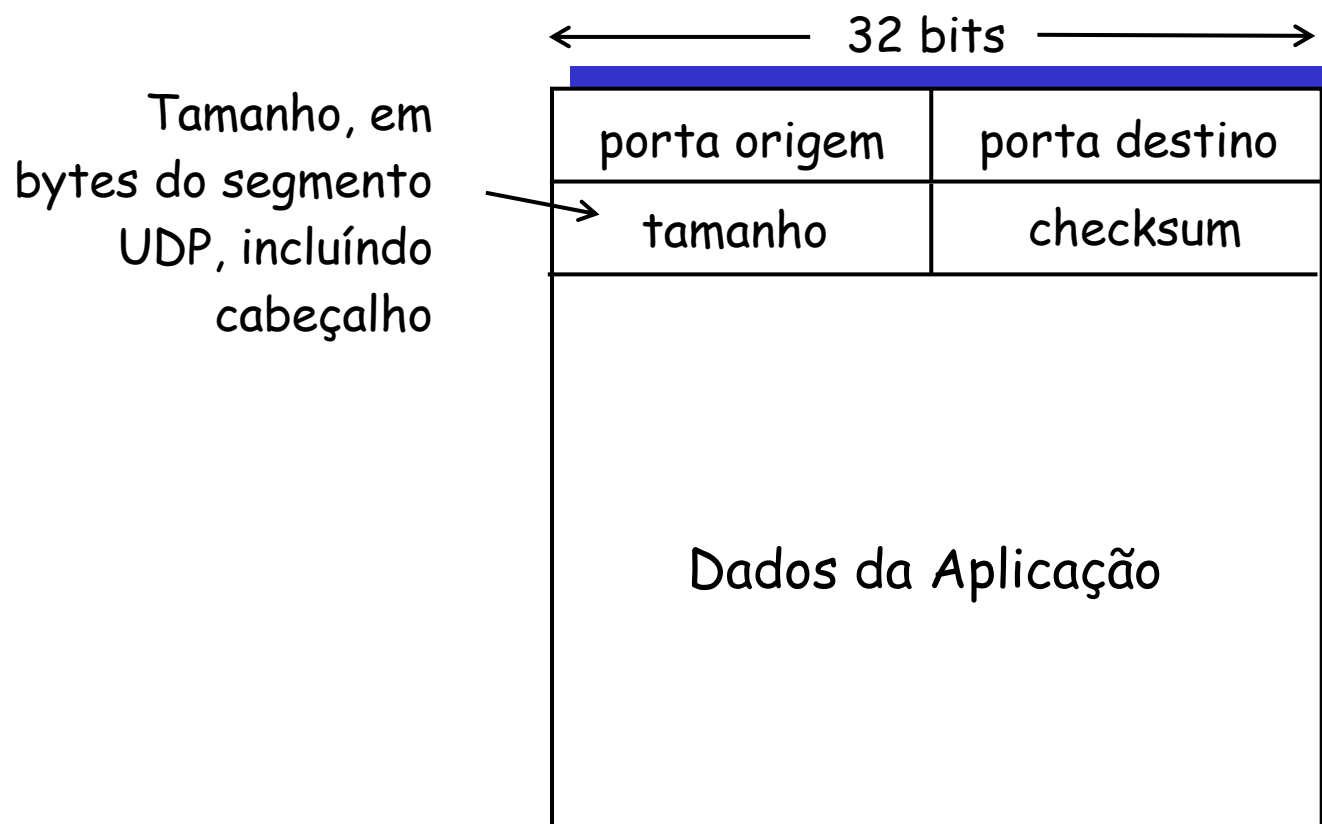 32 bits
Tamanho, em
bytes do segmento
UDP, incluíndo
cabeçalho
porta origem
porta destino
tamanho
checksum
Dados da Aplicação